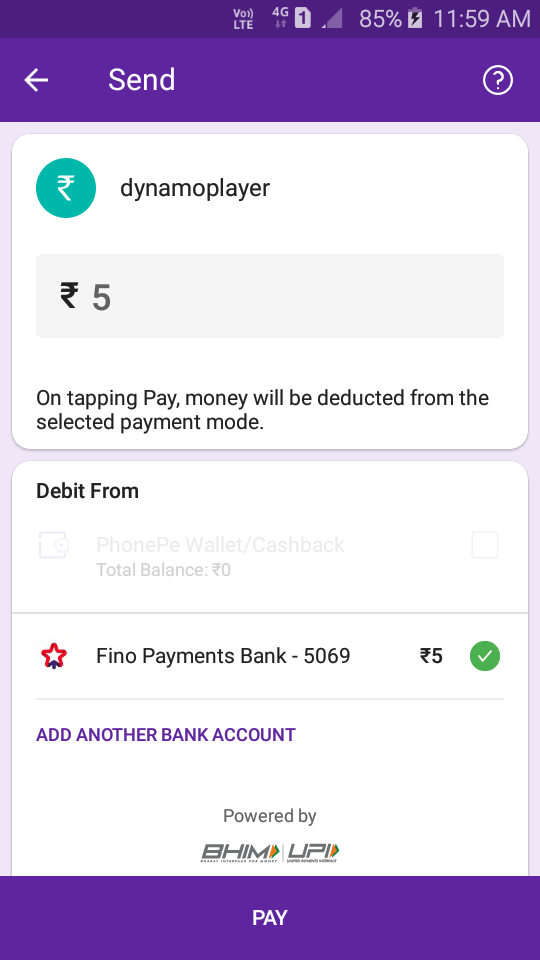 Vo)) LTE 4G 1 85% 11:59 AM
Send
₹ dynamoplayer
₹ 5
On tapping Pay, money will be deducted from the
selected payment mode.
Debit From
PhonePe Wallet/Cashback
Total Balance: ₹0
Fino Payments Bank - 5069 ₹5
ADD ANOTHER BANK ACCOUNT
Powered by
BHIM UPI
BHARAT INTERFACE FOR MONEY UNIFIED PAYMENTS INTERFACE
PAY